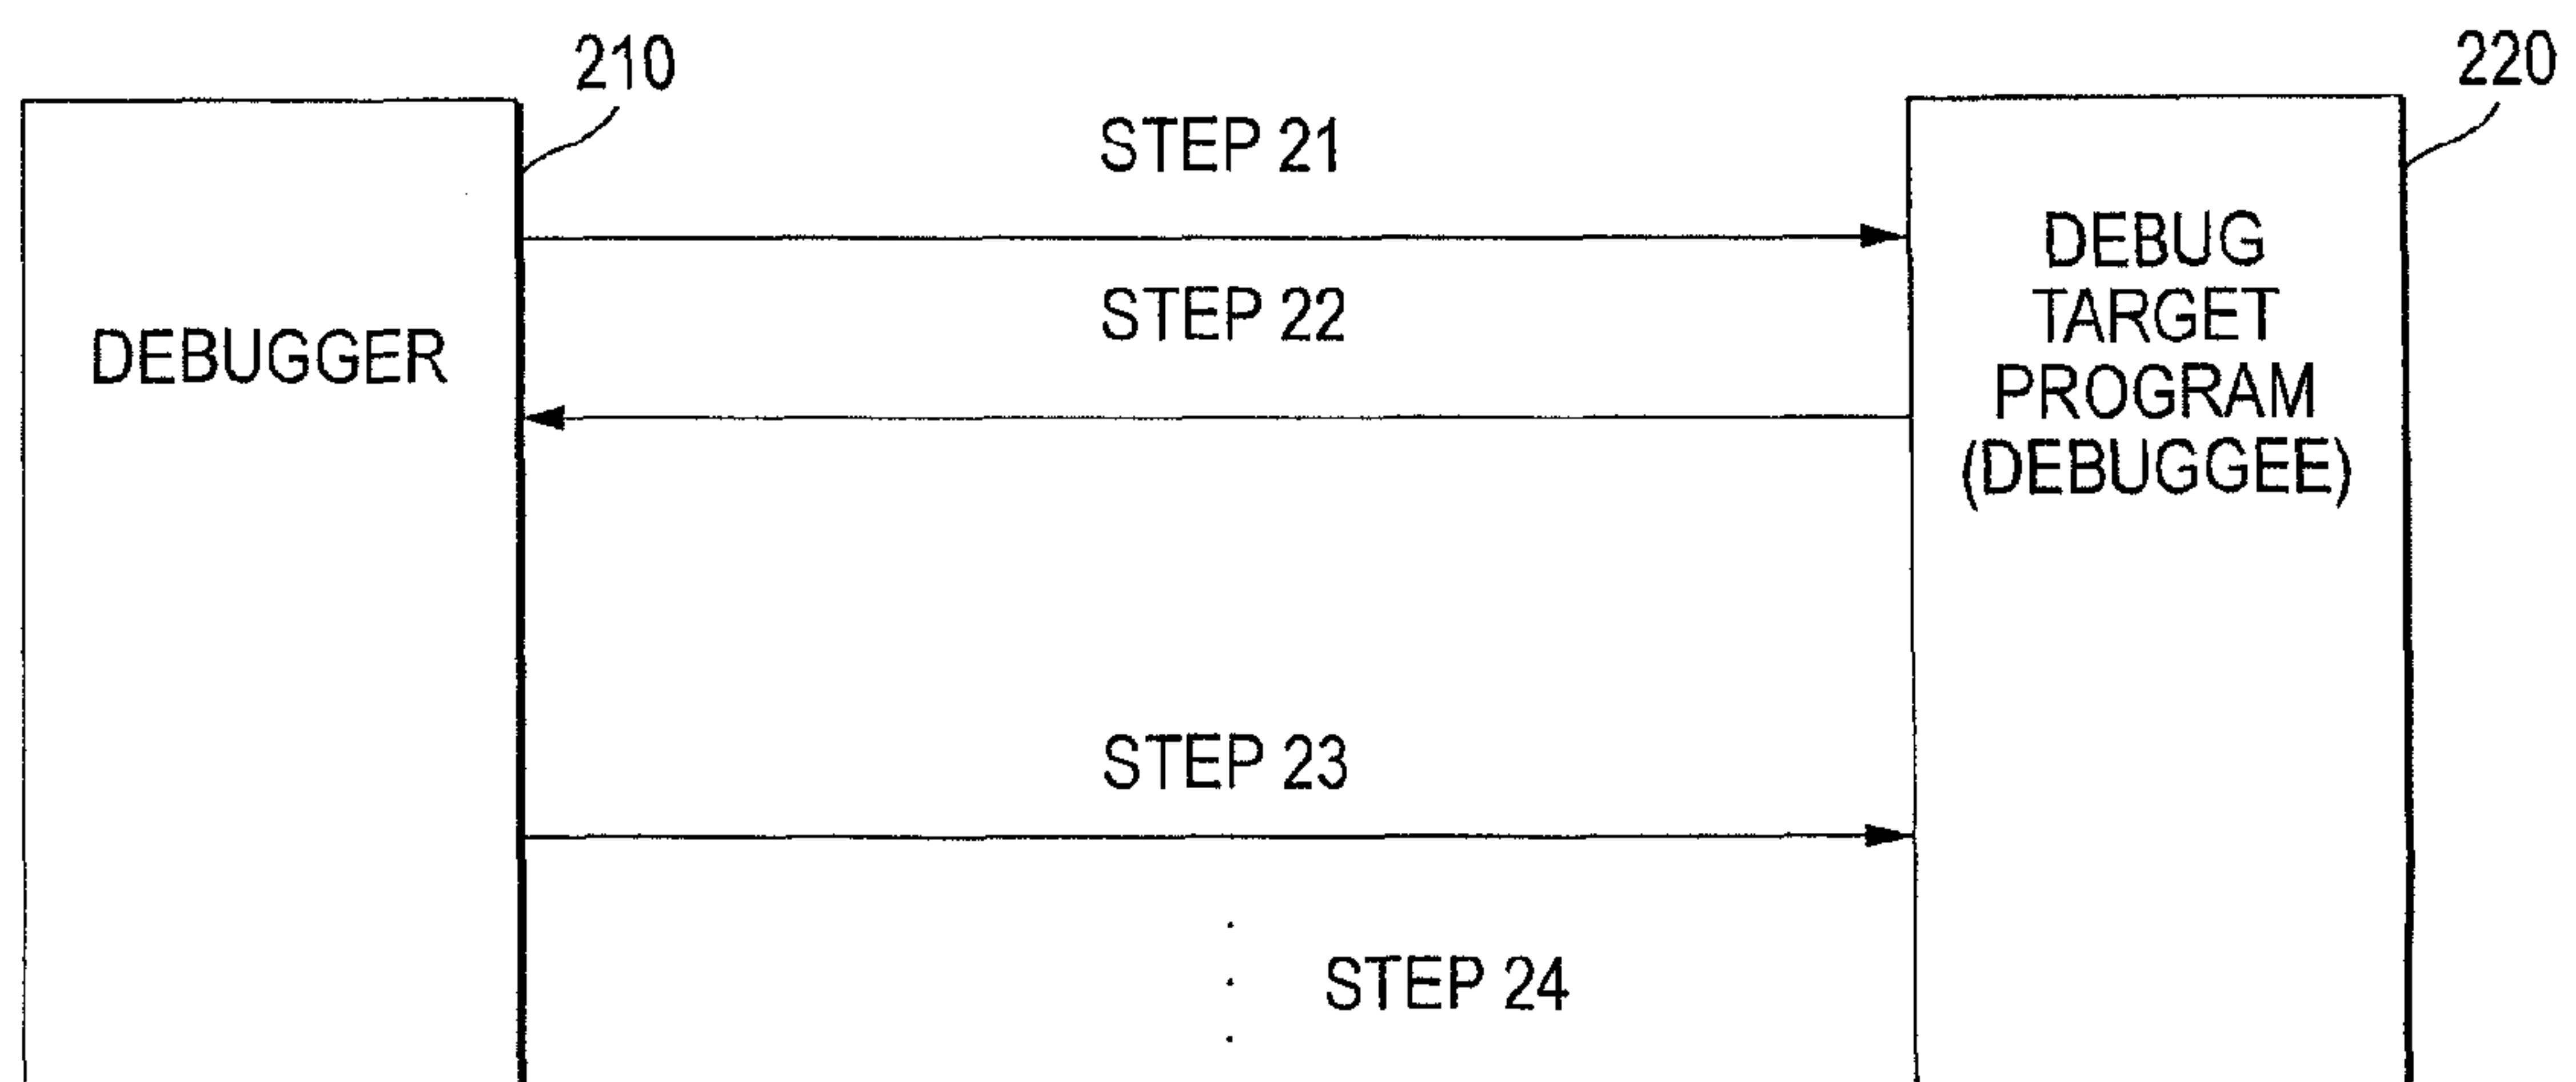 210
220
STEP 21
DEBUGGER
STEP 22
DEBUG
TARGET
PROGRAM
(DEBUGGEE)
STEP 23
STEP 24